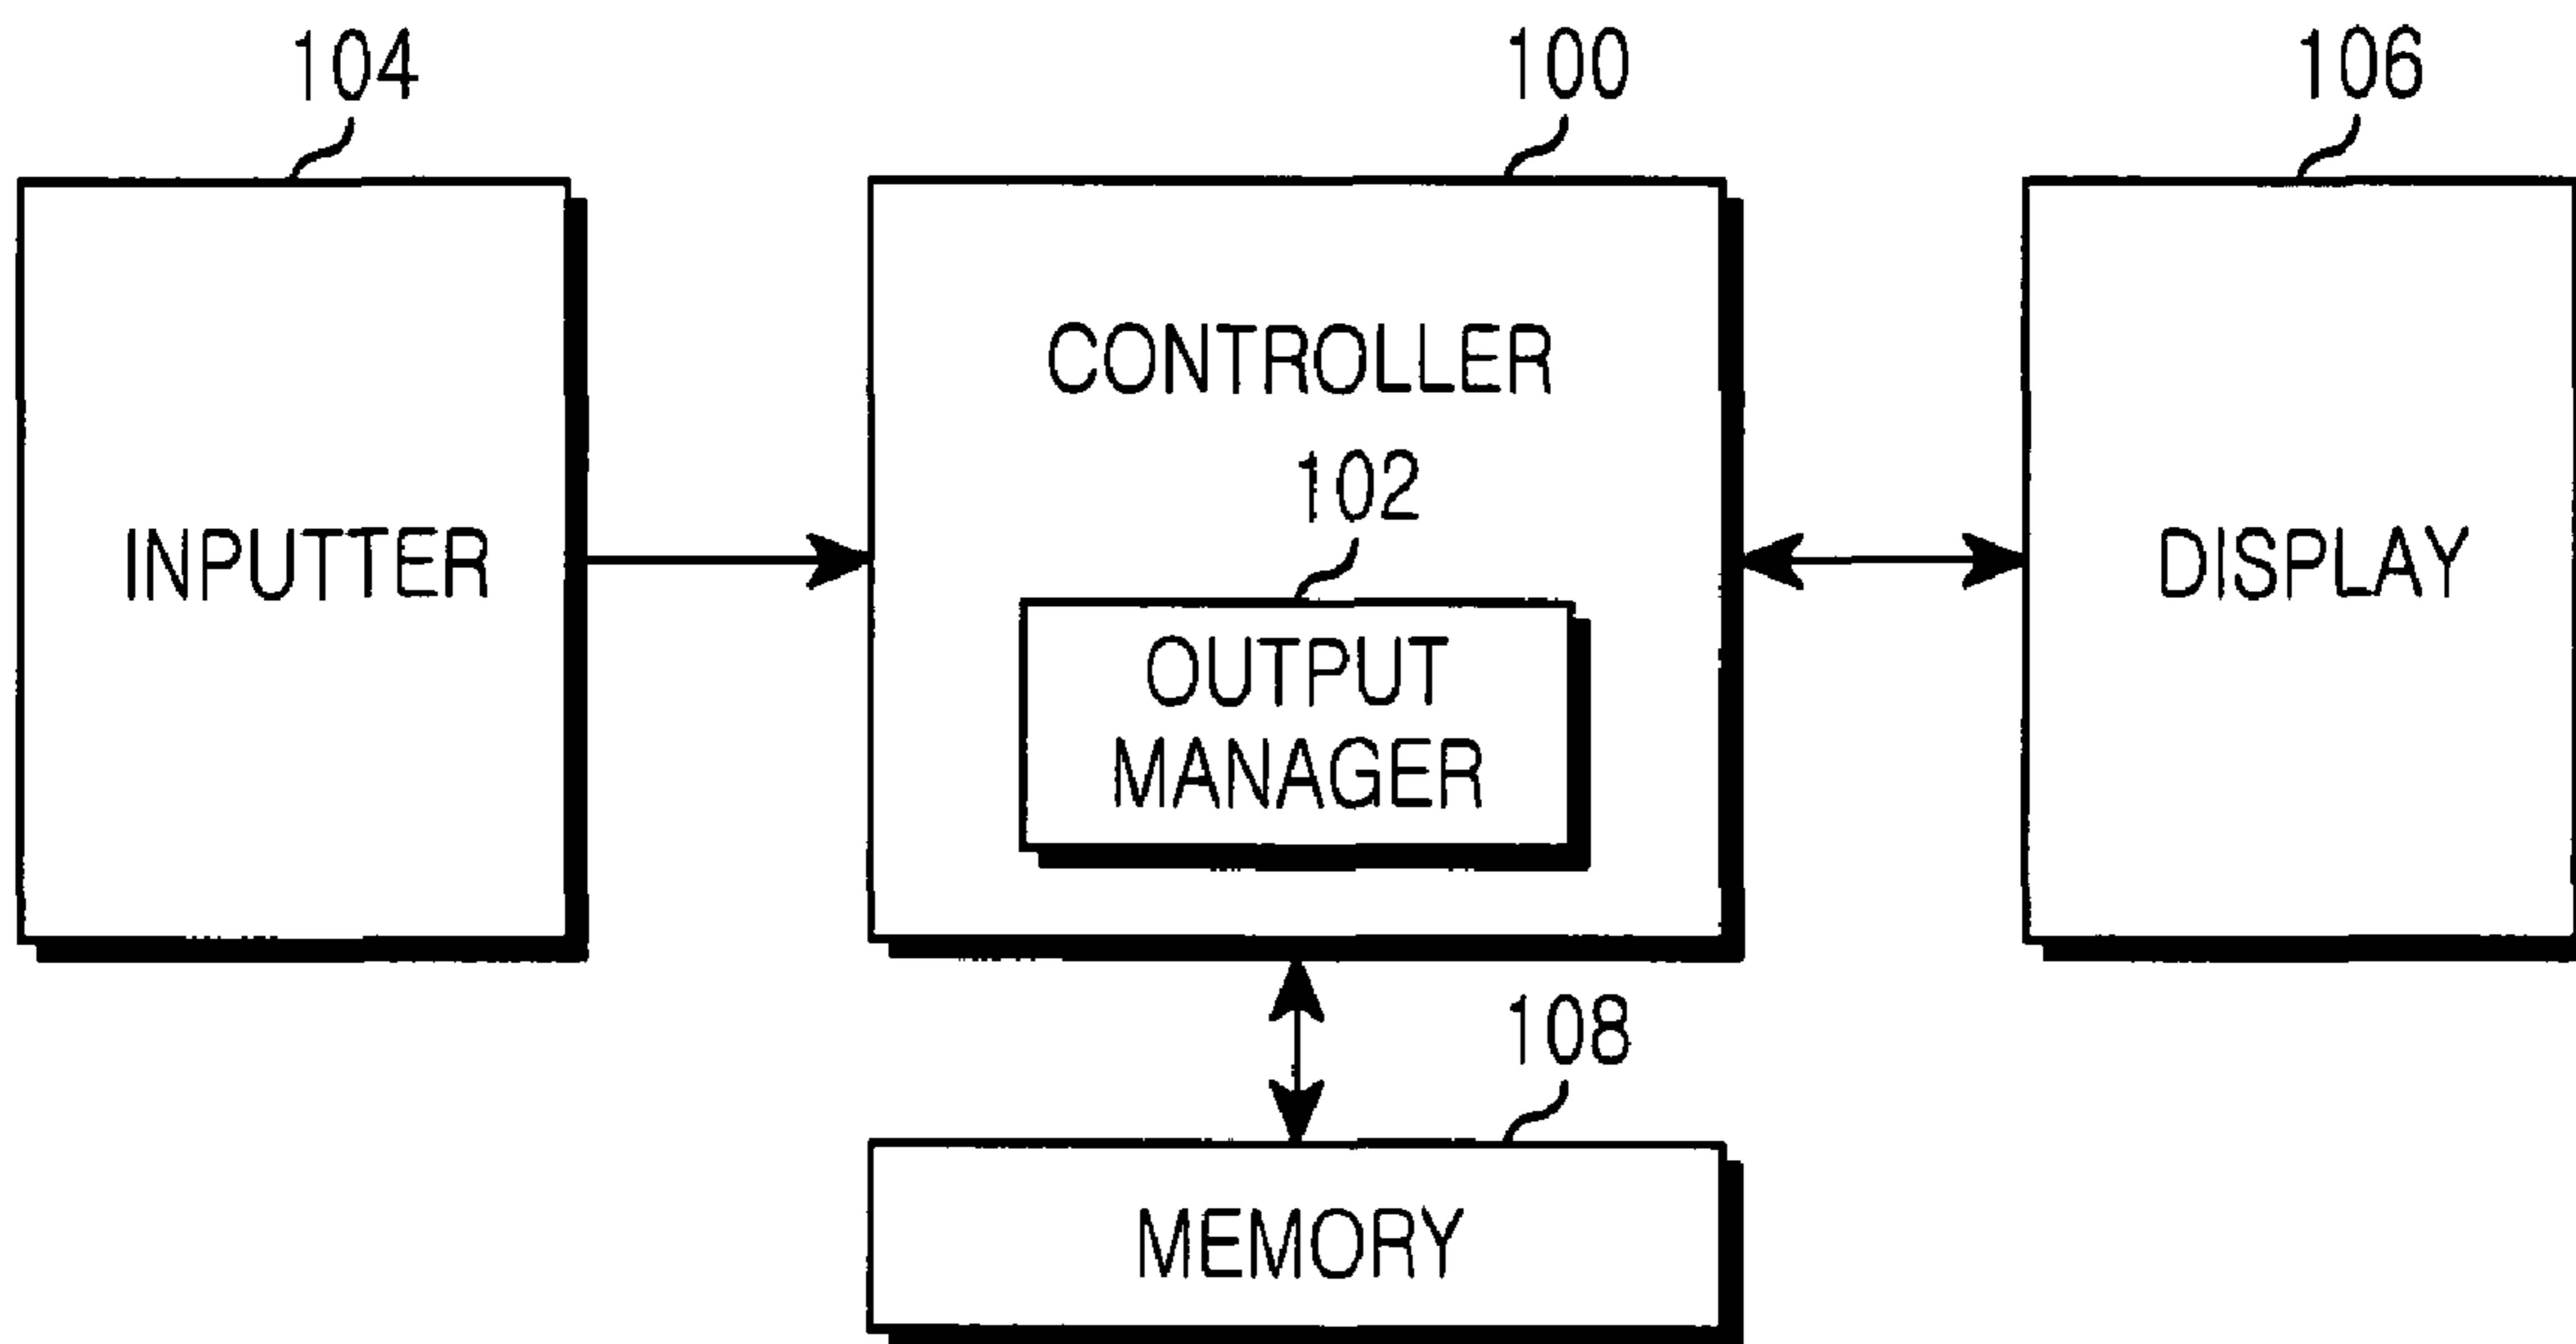 104
100
106
INPUTTER
CONTROLLER
102
OUTPUT
MANAGER
DISPLAY
108
MEMORY